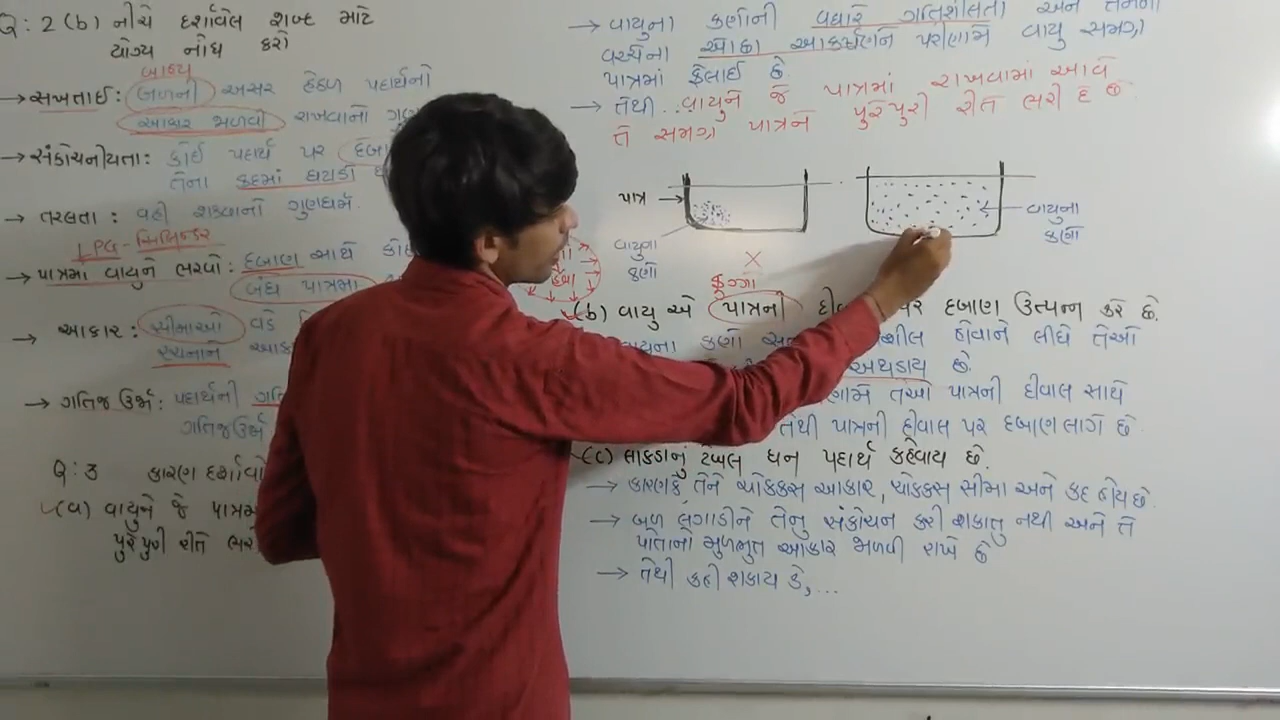 Q: 2 (b) નીચે દર્શાવેલ શબ્દ માટે
યોગ્ય નોંધ કરો
બાહ્ય
→ સખતાઈ: બળની અસર હેઠળ પદાર્થનો
આકાર જાળવી રાખવાનો
→ સંકોચનીયતા: કોઈ પદાર્થ પર
તેના કદમાં ઘટાડો
→ તરલતા : વહી શકવાનો ગુણધર્મ.
LPG - સિલિન્ડર
→ પાત્રમાં વાયુને ભરવો: દબાણ સાથે
બંધ પાત્રમાં
→ આકાર: સીમાઓ વડે
રચનાને
→ ગતિજ ઉર્જા: પદાર્થની
ગતિજઉર્જા
Q: 3 કારણ દર્શાવો
(a) વાયુને જે
પુરેપુરી રીતે
→ વાયુના કણોની વધારે ગતિશીલતા અને તેમની
વચ્ચેના ઓછા આકર્ષણને પરીણામે વાયુ સમગ્ર
પાત્રમાં ફેલાઈ છે
→ તેથી... વાયુને જે પાત્રમાં રાખવામાં આવે
તે સમગ્ર પાત્રને પુરેપુરી રીતે ભરી દે છે
પાત્ર →
વાયુના
કણો
વાયુના
કણો
હવા
X
ફુગ્ગા
(b) વાયુ એ પાત્રની પર દબાણ ઉત્પન્ન કરે છે.
કણો હોવાને લીધે તેઓ
અથડાય છે.
તેઓ પાત્રની દીવાલ સાથે
તેથી પાત્રની દીવાલ પર દબાણ લાગે છે
(c) લાકડાનું ટેબલ ઘન પદાર્થ કહેવાય છે.
→ કારણકે તેને ચોક્કસ આકાર, ચોક્કસ સીમા અને કદ હોય છે
→ બળ લગાડીને તેનુ સંકોચન કરી શકાતુ નથી અને તે
પોતાનો મુળભુત આકાર જાળવી રાખે છે
→ તેથી કહી શકાય કે, ...